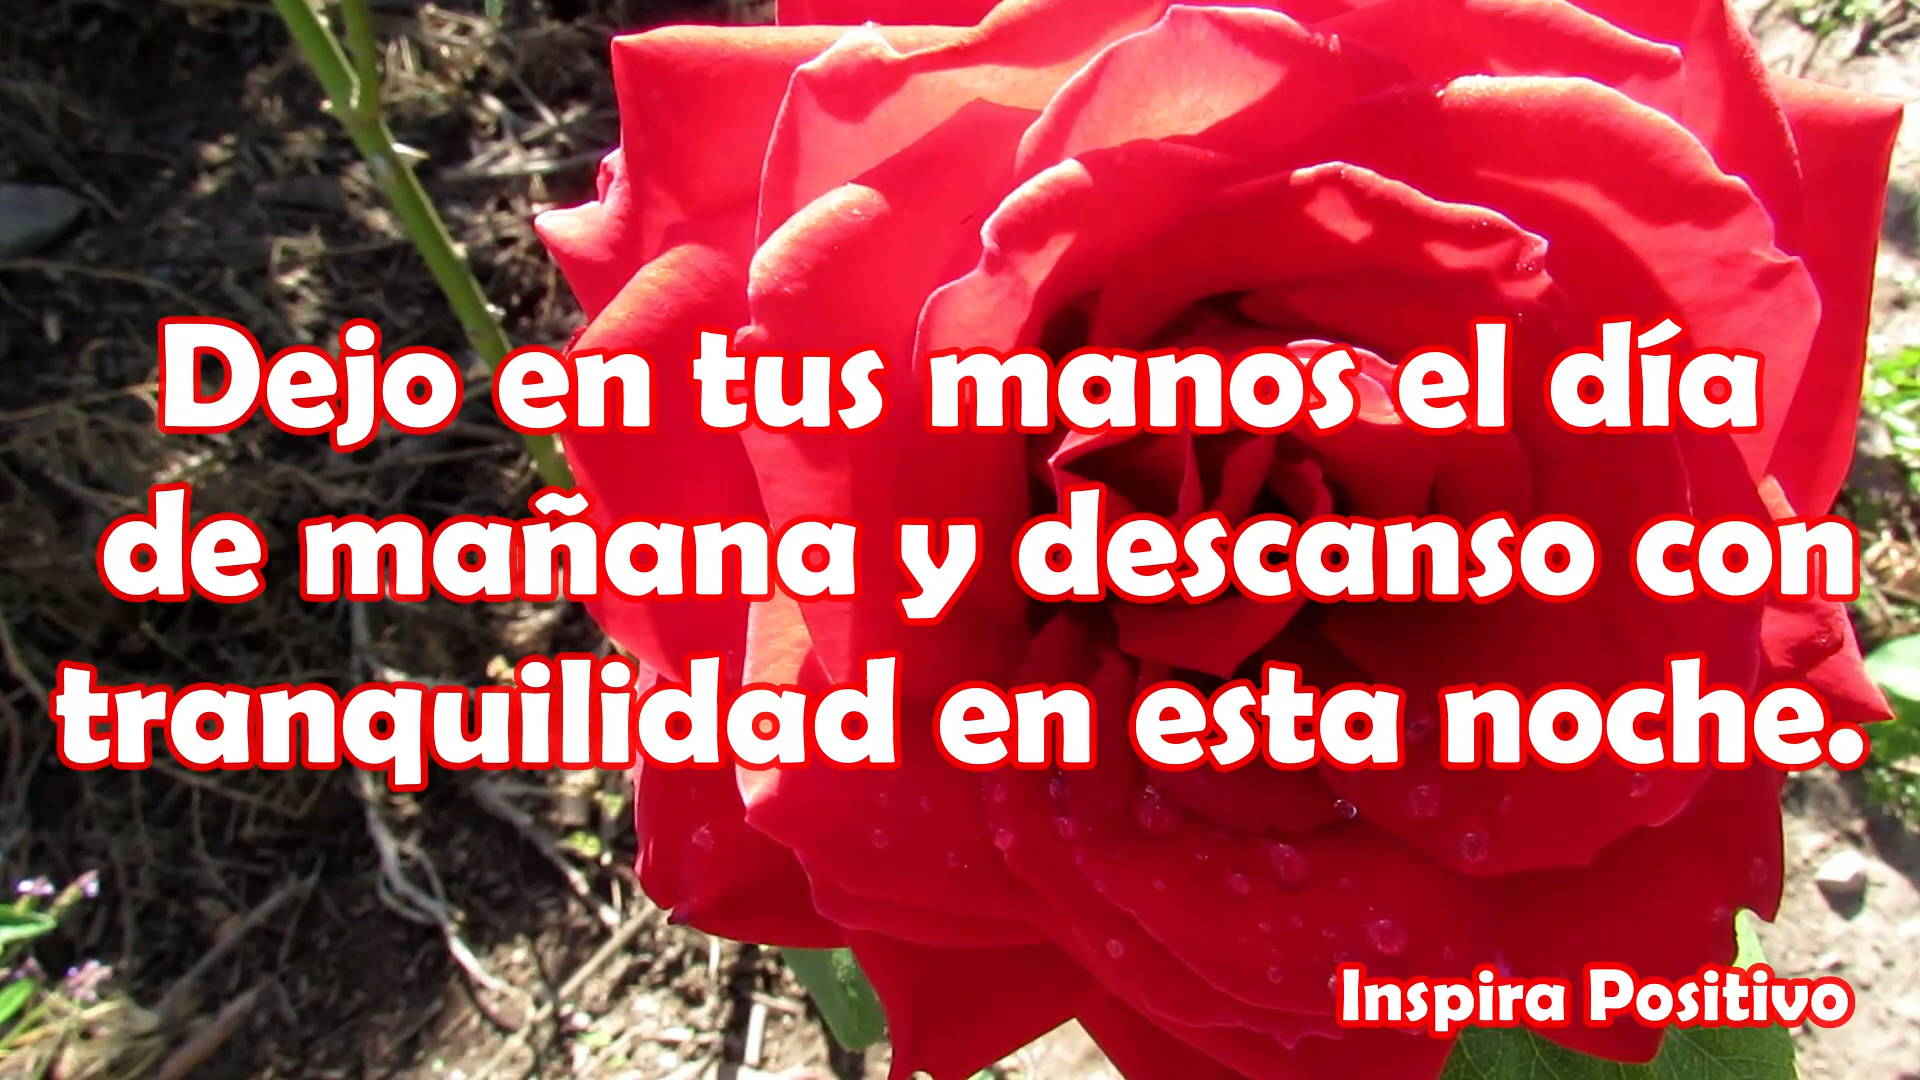 Dejo en tus manos el día
de mañana y descanso con
tranquilidad en esta noche.
Inspira Positivo